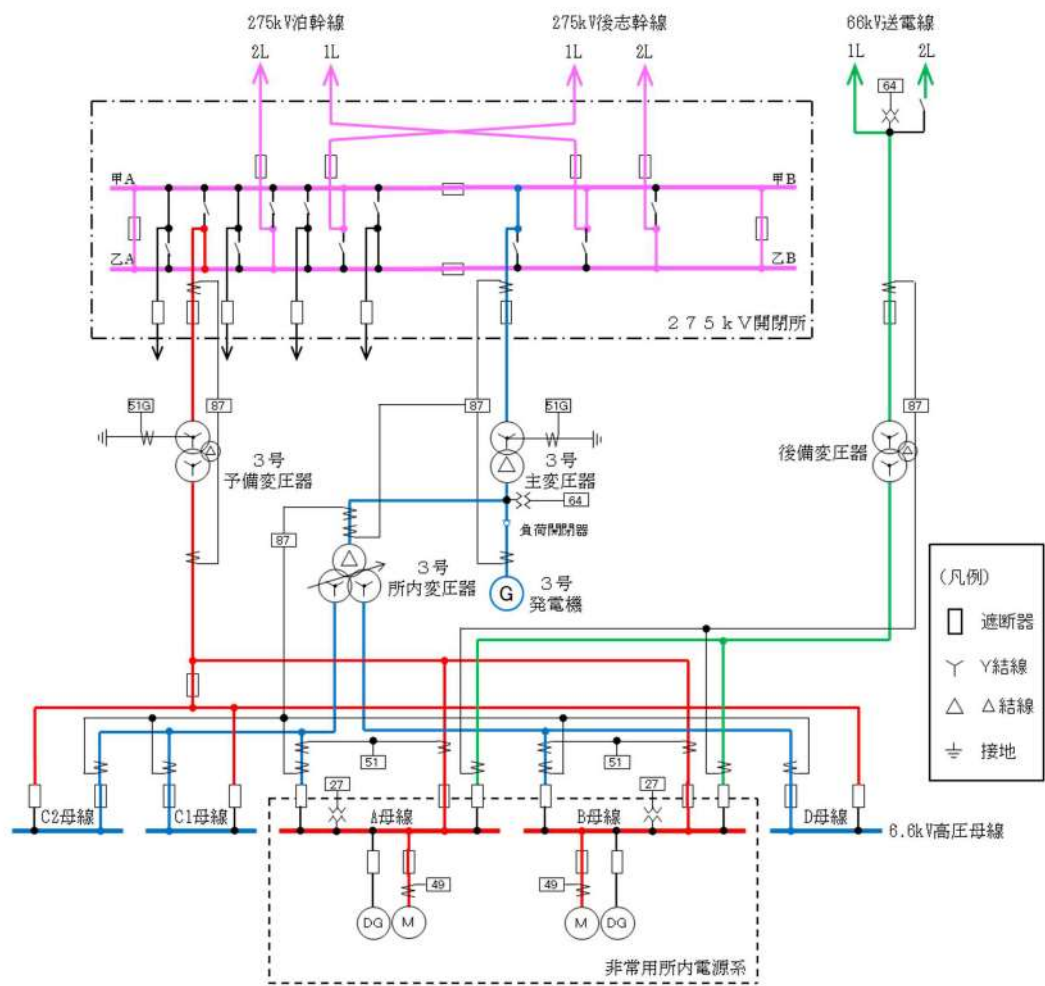 275kV泊幹線
275kV後志幹線
66kV送電線
2L
1L
1L
2L
1L
2L
64
甲A
甲B
乙A
乙B
275kV開閉所
51G
87
87
51G
87
3号
予備変圧器
3号
主変圧器
後備変圧器
64
87
負荷開閉器
3号
所内変圧器
G
3号
発電機
(凡例)
遮断器
Y結線
△結線
接地
51
51
27
27
C2母線
C1母線
A母線
B母線
D母線
6.6kV高圧母線
49
49
DG
M
M
DG
非常用所内電源系